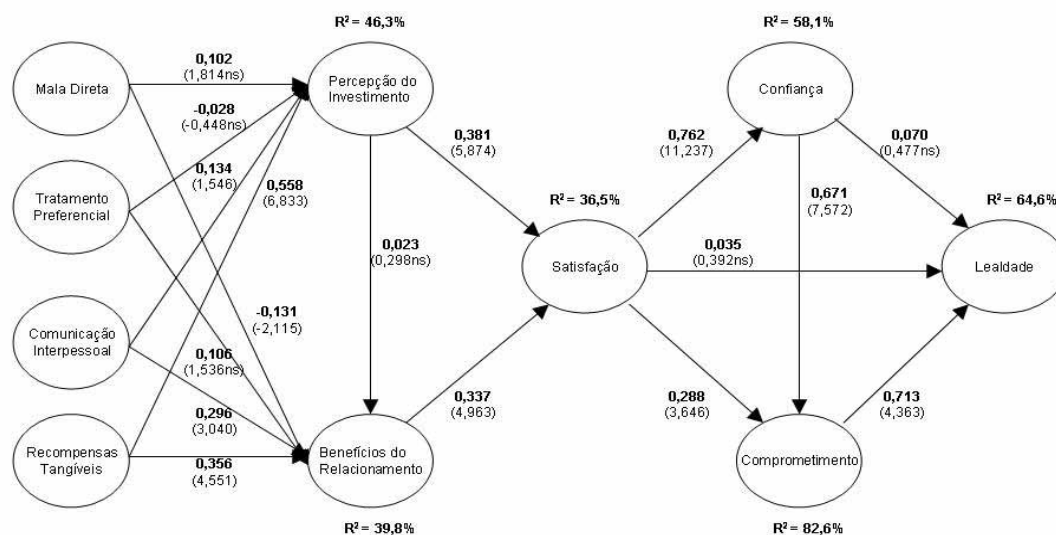 R² = 46,3%
R² = 58,1%
Mala Direta
0,102
(1,814ns)
Percepção do
Investimento
Confiança
-0,028
(-0,448ns)
0,134
(1,546)
0,558
(6,833)
0,381
(5,874)
0,762
(11,237)
0,070
(0,477ns)
Tratamento
Preferencial
R² = 36,5%
0,671
(7,572)
R² = 64,6%
0,023
(0,298ns)
Satisfação
0,035
(0,392ns)
Lealdade
-0,131
(-2,115)
Comunicação
Interpessoal
0,106
(1,536ns)
0,337
(4,963)
0,288
(3,646)
0,713
(4,363)
0,296
(3,040)
Recompensas
Tangíveis
0,356
(4,551)
Benefícios do
Relacionamento
Comprometimento
R² = 39,8%
R² = 82,6%